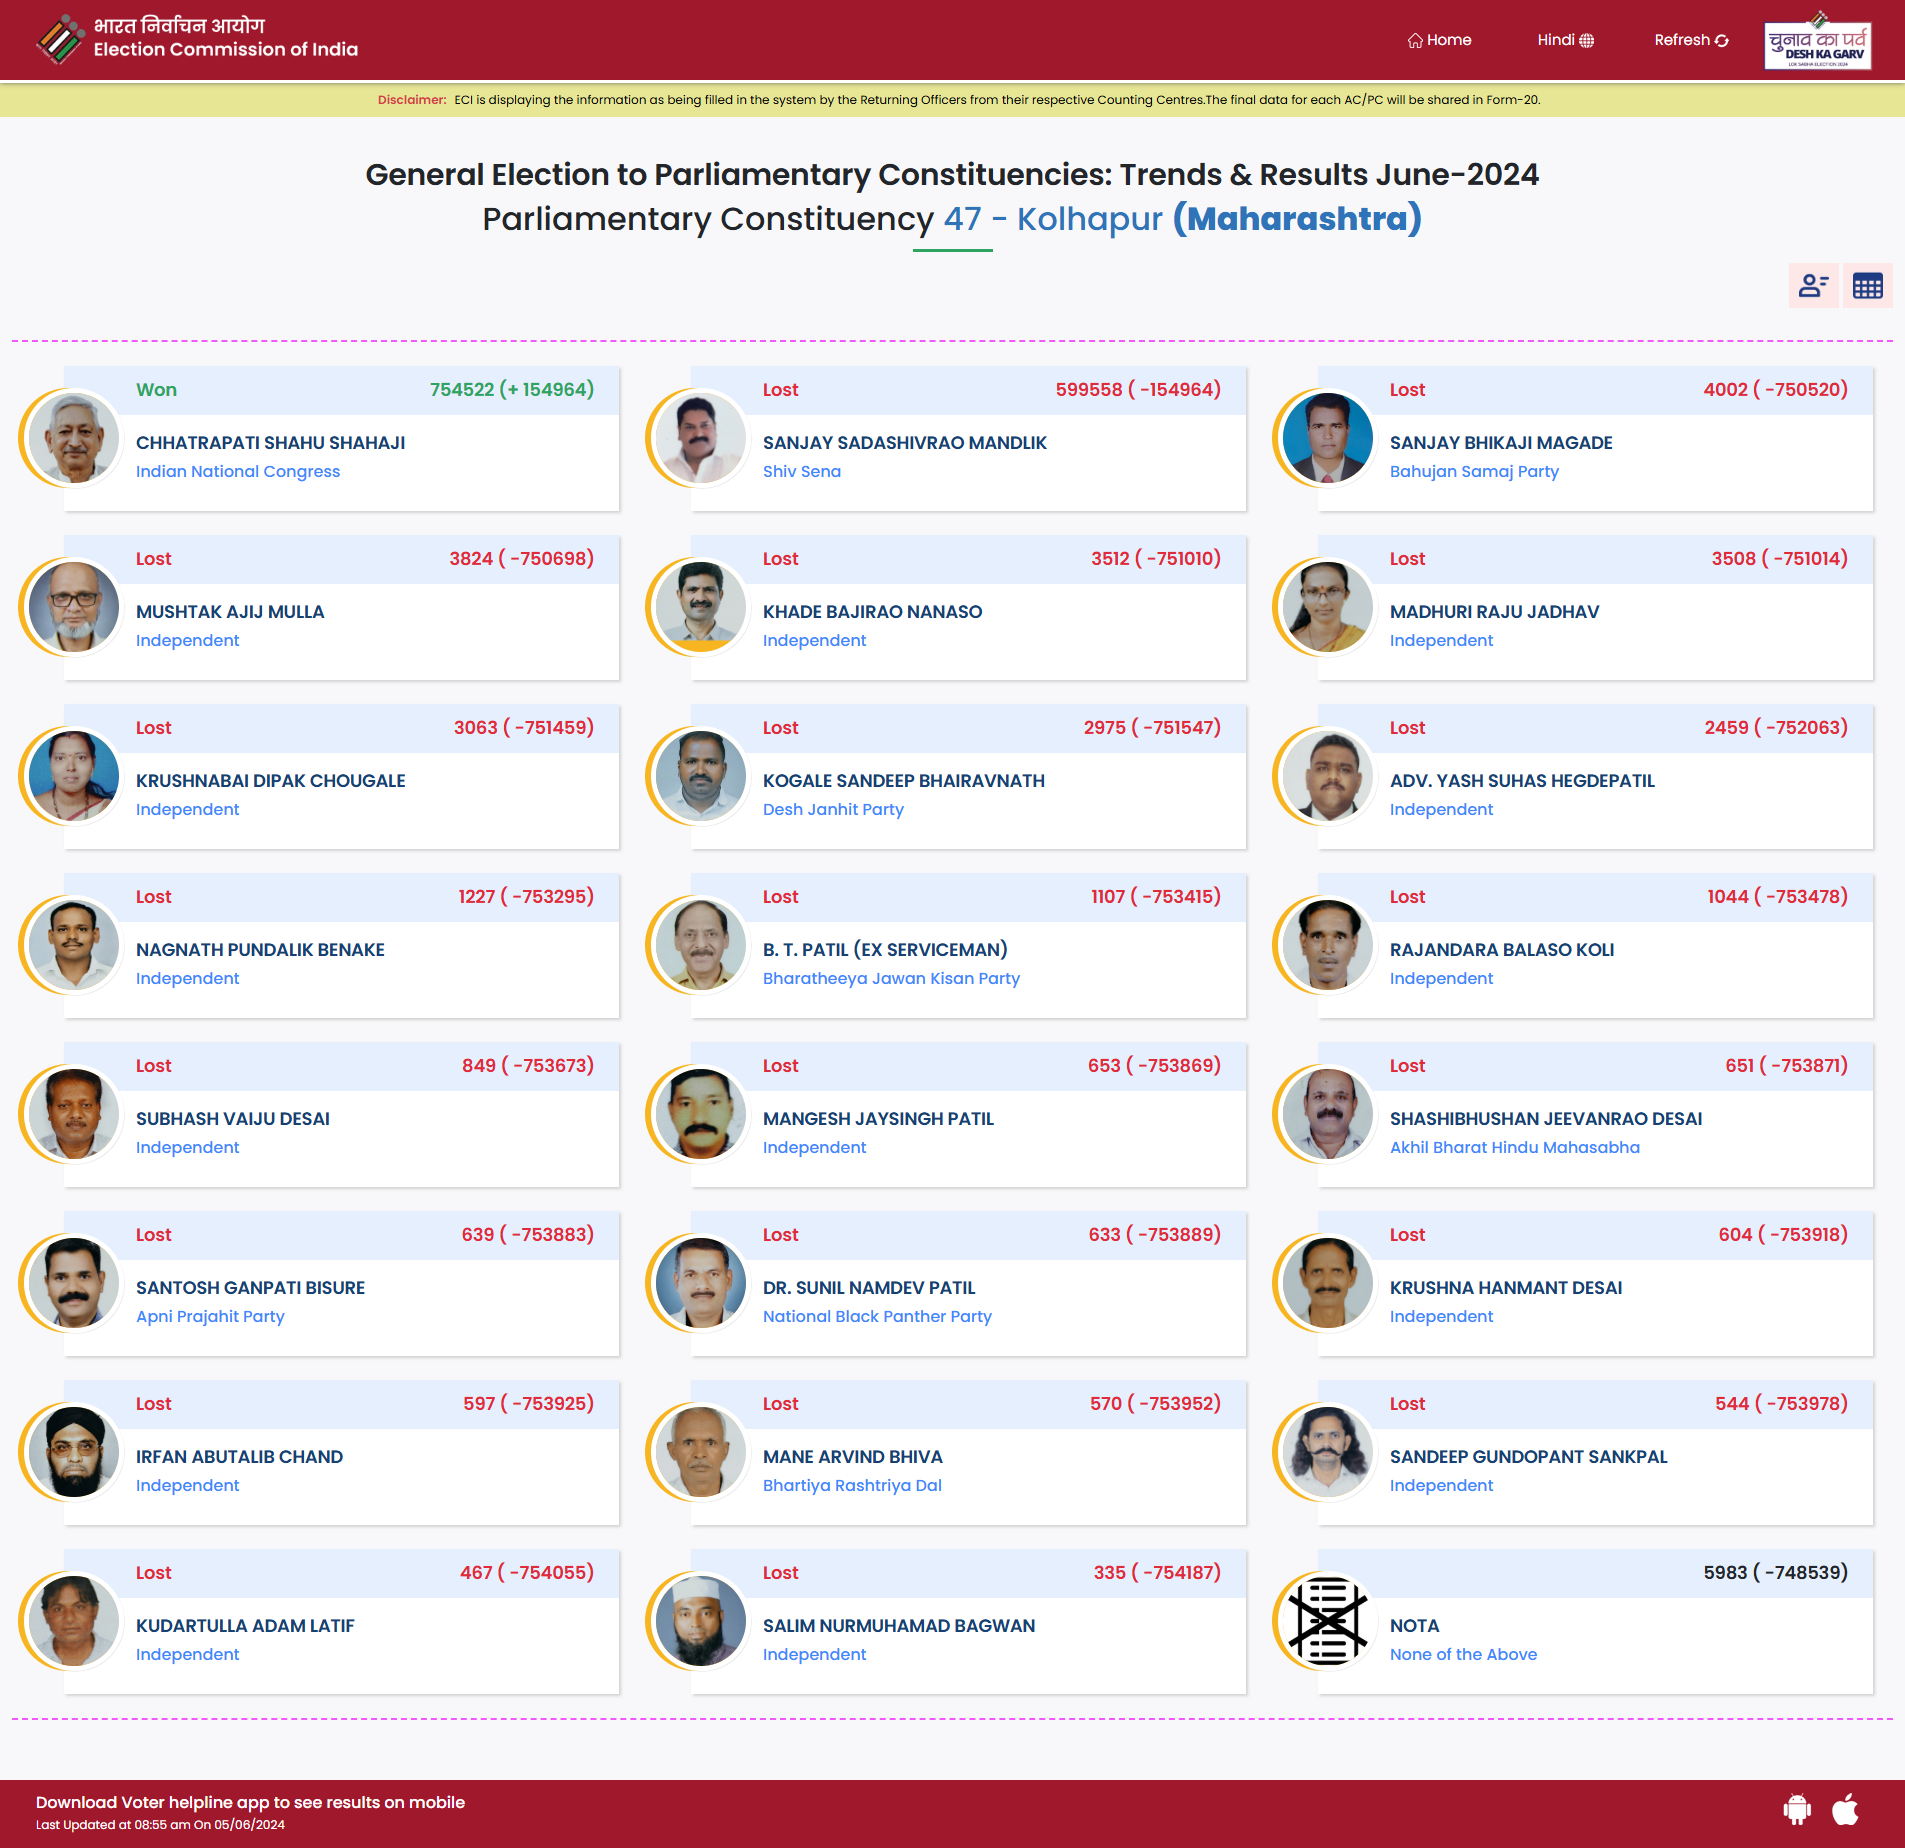 भारत निर्वाचन आयोग
Election Commission of India
Home
Hindi
Refresh
चुनाव का पर्व
DESH KA GARV
LOK SABHA ELECTION 2024
Disclaimer: ECI is displaying the information as being filled in the system by the Returning Officers from their respective Counting Centres.The final data for each AC/PC will be shared in Form-20.
General Election to Parliamentary Constituencies: Trends & Results June-2024
Parliamentary Constituency 47 - Kolhapur (Maharashtra)
Won 754522 (+ 154964)
CHHATRAPATI SHAHU SHAHAJI
Indian National Congress
Lost 599558 ( -154964)
SANJAY SADASHIVRAO MANDLIK
Shiv Sena
Lost 4002 ( -750520)
SANJAY BHIKAJI MAGADE
Bahujan Samaj Party
Lost 3824 ( -750698)
MUSHTAK AJIJ MULLA
Independent
Lost 3512 ( -751010)
KHADE BAJIRAO NANASO
Independent
Lost 3508 ( -751014)
MADHURI RAJU JADHAV
Independent
Lost 3063 ( -751459)
KRUSHNABAI DIPAK CHOUGALE
Independent
Lost 2975 ( -751547)
KOGALE SANDEEP BHAIRAVNATH
Desh Janhit Party
Lost 2459 ( -752063)
ADV. YASH SUHAS HEGDEPATIL
Independent
Lost 1227 ( -753295)
NAGNATH PUNDALIK BENAKE
Independent
Lost 1107 ( -753415)
B. T. PATIL (EX SERVICEMAN)
Bharatheeya Jawan Kisan Party
Lost 1044 ( -753478)
RAJANDARA BALASO KOLI
Independent
Lost 849 ( -753673)
SUBHASH VAIJU DESAI
Independent
Lost 653 ( -753869)
MANGESH JAYSINGH PATIL
Independent
Lost 651 ( -753871)
SHASHIBHUSHAN JEEVANRAO DESAI
Akhil Bharat Hindu Mahasabha
Lost 639 ( -753883)
SANTOSH GANPATI BISURE
Apni Prajahit Party
Lost 633 ( -753889)
DR. SUNIL NAMDEV PATIL
National Black Panther Party
Lost 604 ( -753918)
KRUSHNA HANMANT DESAI
Independent
Lost 597 ( -753925)
IRFAN ABUTALIB CHAND
Independent
Lost 570 ( -753952)
MANE ARVIND BHIVA
Bhartiya Rashtriya Dal
Lost 544 ( -753978)
SANDEEP GUNDOPANT SANKPAL
Independent
Lost 467 ( -754055)
KUDARTULLA ADAM LATIF
Independent
Lost 335 ( -754187)
SALIM NURMUHAMAD BAGWAN
Independent
5983 ( -748539)
NOTA
None of the Above
Download Voter helpline app to see results on mobile
Last Updated at 08:55 am On 05/06/2024